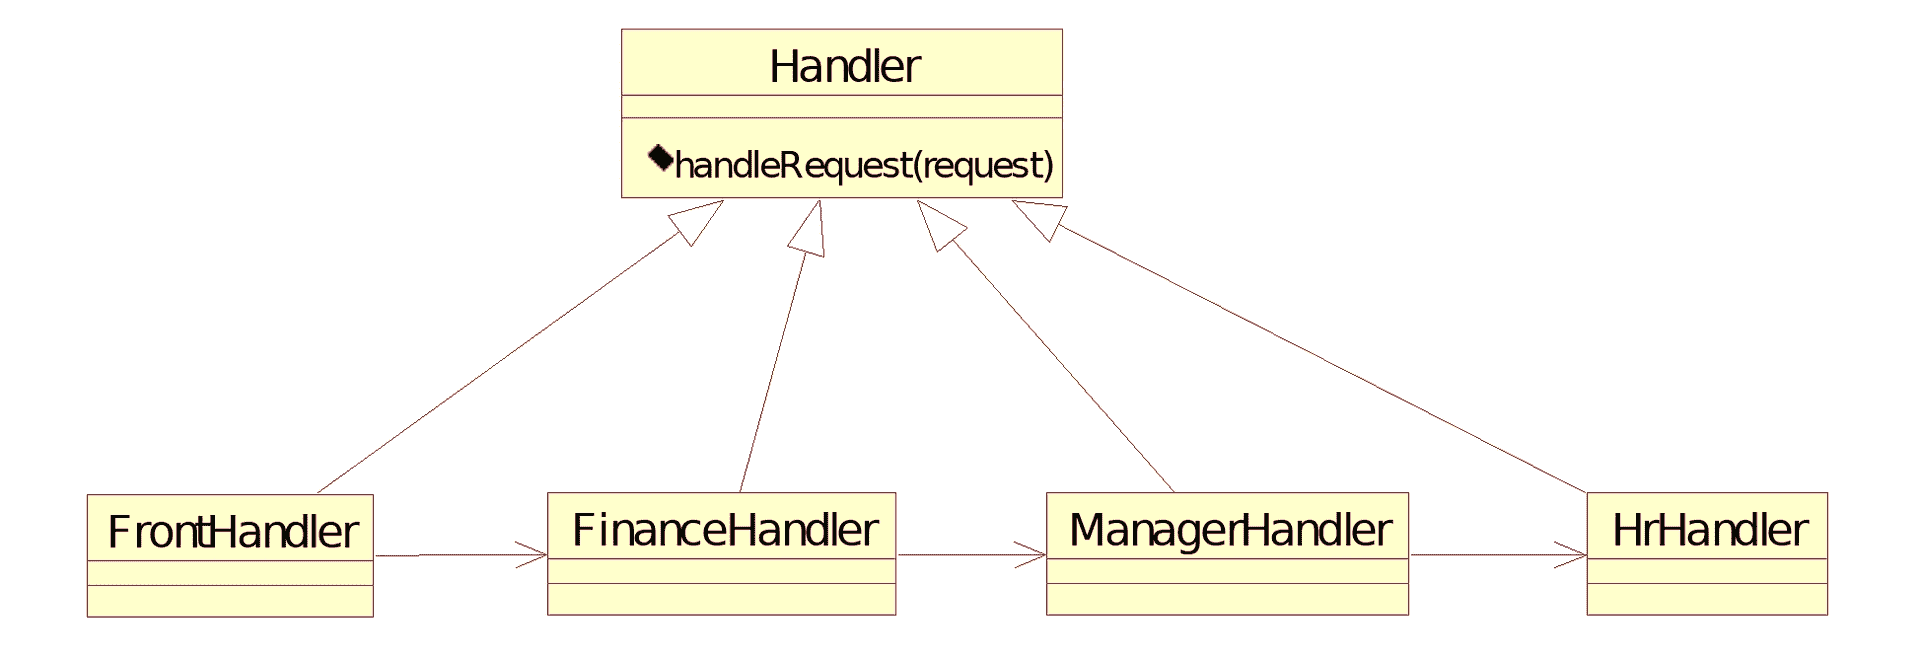 Handler
handleRequest(request)
FrontHandler
FinanceHandler
ManagerHandler
HrHandler